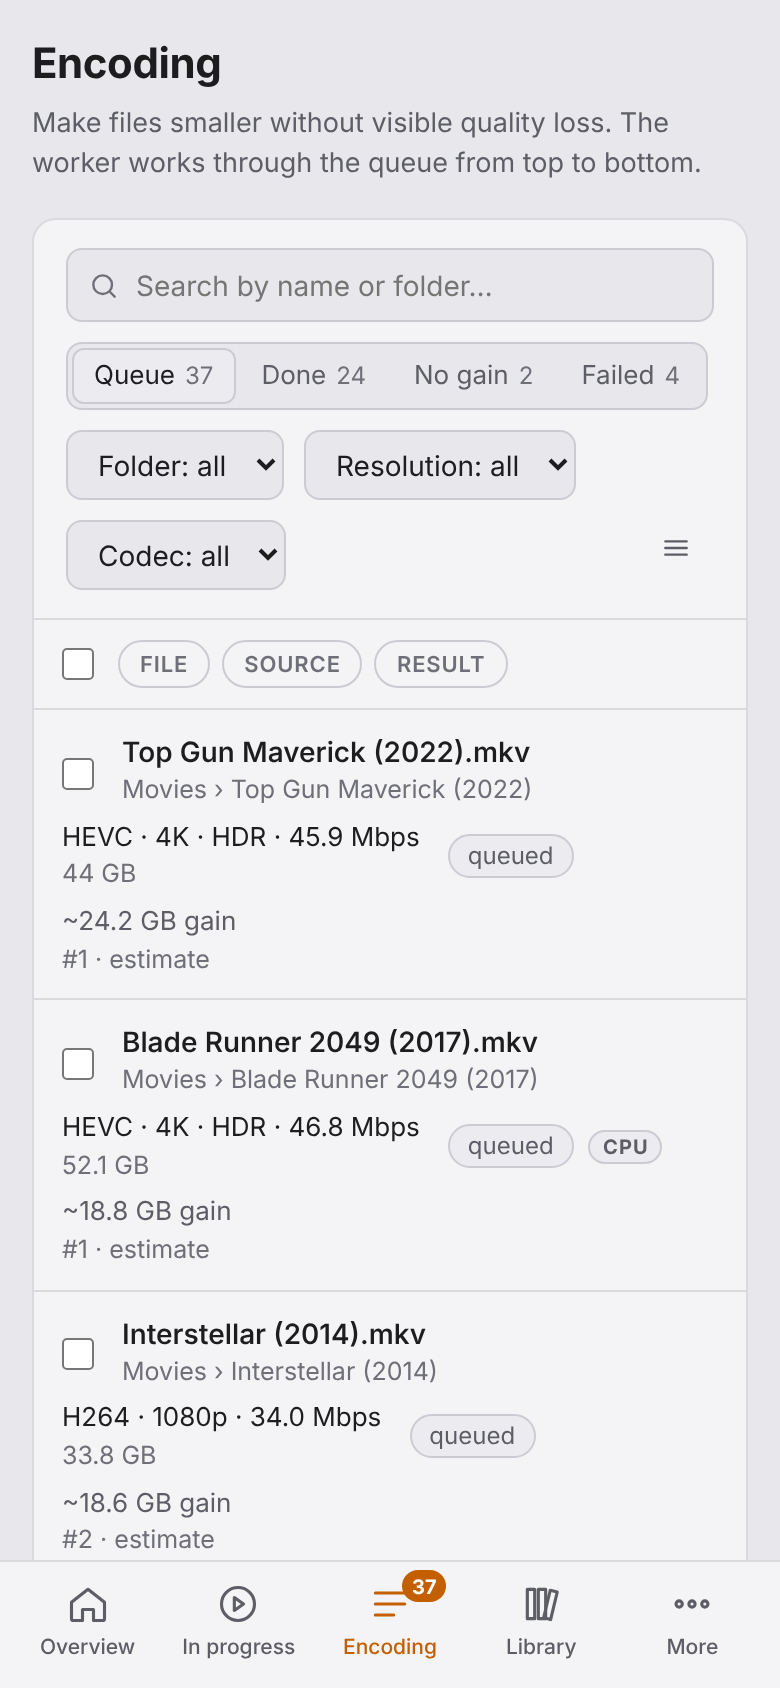 Encoding
Make files smaller without visible quality loss. The
worker works through the queue from top to bottom.
Search by name or folder...
Queue 37 Done 24 No gain 2 Failed 4
Folder: all Resolution: all
Codec: all
FILE SOURCE RESULT
Top Gun Maverick (2022).mkv
Movies › Top Gun Maverick (2022)
HEVC · 4K · HDR · 45.9 Mbps
queued
44 GB
~24.2 GB gain
#1 · estimate
Blade Runner 2049 (2017).mkv
Movies › Blade Runner 2049 (2017)
HEVC · 4K · HDR · 46.8 Mbps
queued CPU
52.1 GB
~18.8 GB gain
#1 · estimate
Interstellar (2014).mkv
Movies › Interstellar (2014)
H264 · 1080p · 34.0 Mbps
queued
33.8 GB
~18.6 GB gain
#2 · estimate
37
Overview In progress Encoding Library More